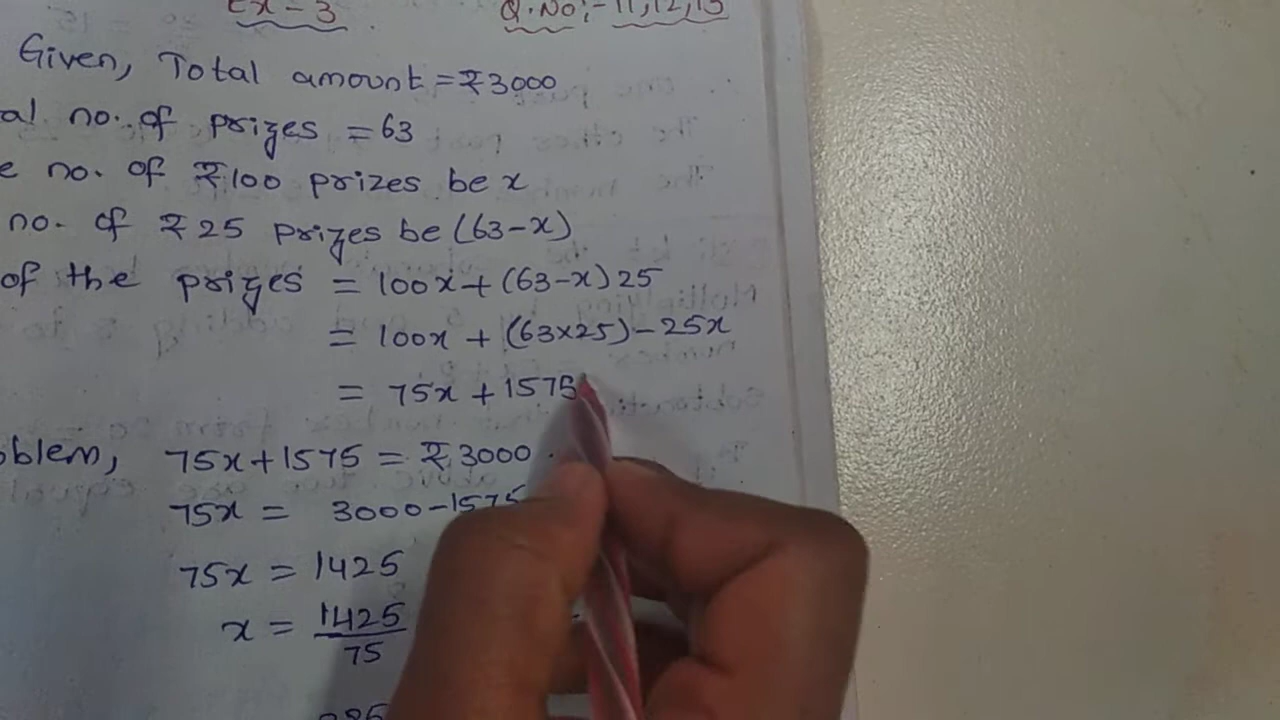 Ex-3 Q.No:-11,12,13
Given, Total amount = ₹3000
al no. of prizes = 63
e no. of ₹100 prizes be x
no. of ₹25 prizes be (63-x)
of the prizes = 100x+(63-x)25
= 100x + (63×25)-25x
= 75x + 1575
oblem, 75x+1575 = ₹3000.
75x = 3000-1575
75x = 1425
x = 1425
75